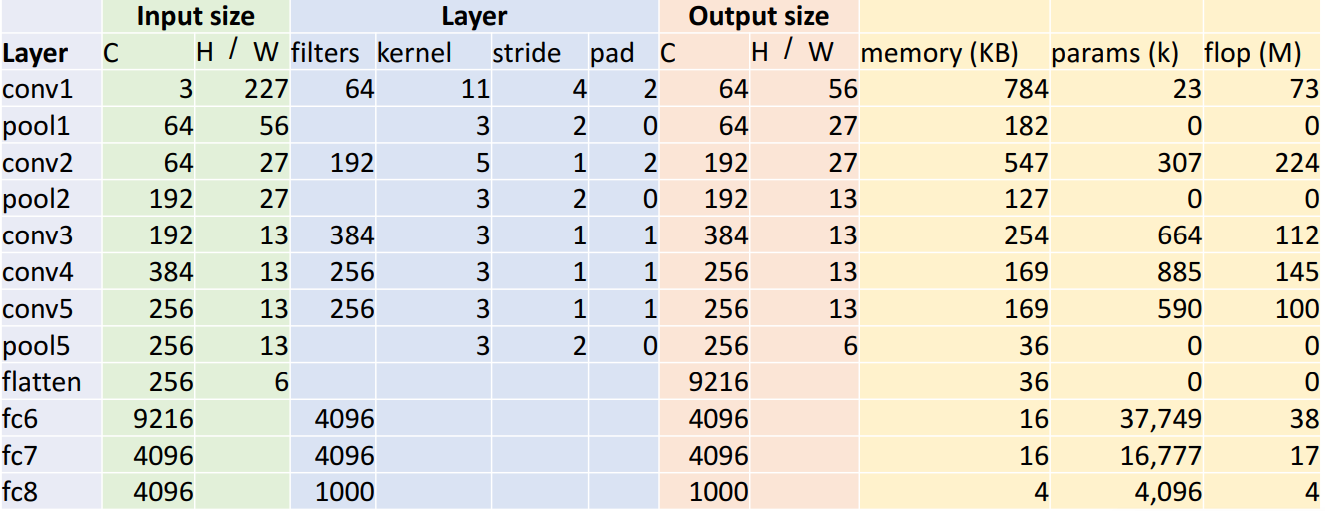 Input size Layer Output size
Layer C H / W filters kernel stride pad C H / W memory (KB) params (k) flop (M)
conv1 3 227 64 11 4 2 64 56 784 23 73
pool1 64 56 3 2 0 64 27 182 0 0
conv2 64 27 192 5 1 2 192 27 547 307 224
pool2 192 27 3 2 0 192 13 127 0 0
conv3 192 13 384 3 1 1 384 13 254 664 112
conv4 384 13 256 3 1 1 256 13 169 885 145
conv5 256 13 256 3 1 1 256 13 169 590 100
pool5 256 13 3 2 0 256 6 36 0 0
flatten 256 6 9216 36 0 0
fc6 9216 4096 4096 16 37,749 38
fc7 4096 4096 4096 16 16,777 17
fc8 4096 1000 1000 4 4,096 4